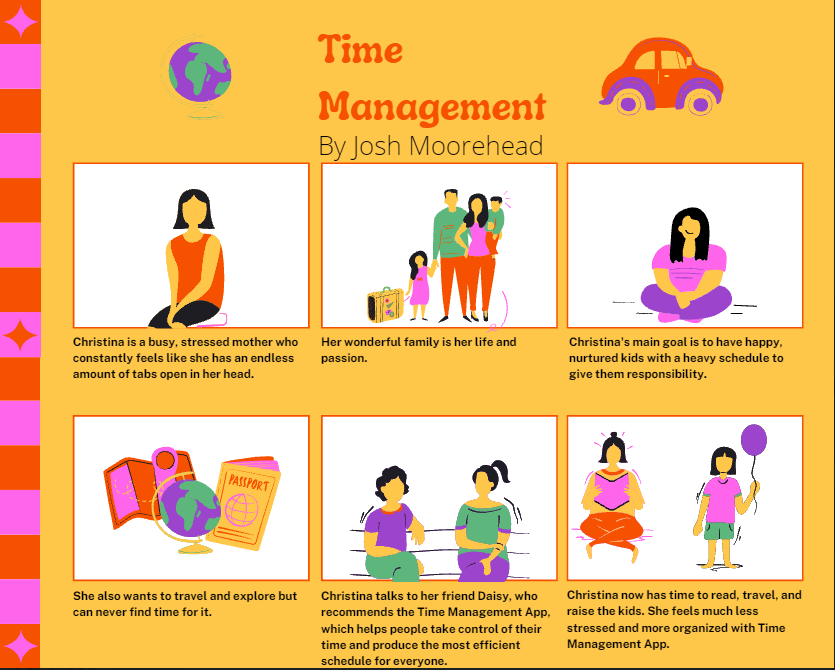 Time
Management
By Josh Moorehead
Christina is a busy, stressed mother who
constantly feels like she has an endless
amount of tabs open in her head.
Her wonderful family is her life and
passion.
Christina's main goal is to have happy,
nurtured kids with a heavy schedule to
give them responsibility.
PASSPORT
She also wants to travel and explore but
can never find time for it.
Christina talks to her friend Daisy, who
recommends the Time Management App,
which helps people take control of their
time and produce the most efficient
schedule for everyone.
Christina now has time to read, travel, and
raise the kids. She feels much less
stressed and more organized with Time
Management App.